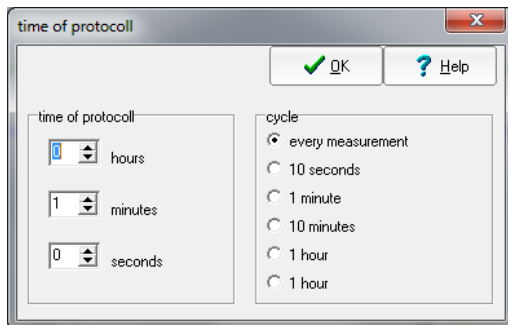 time of protocoll
OK
Help
time of protocoll
0 hours
1 minutes
0 seconds
cycle
every measurement
10 seconds
1 minute
10 minutes
1 hour
1 hour